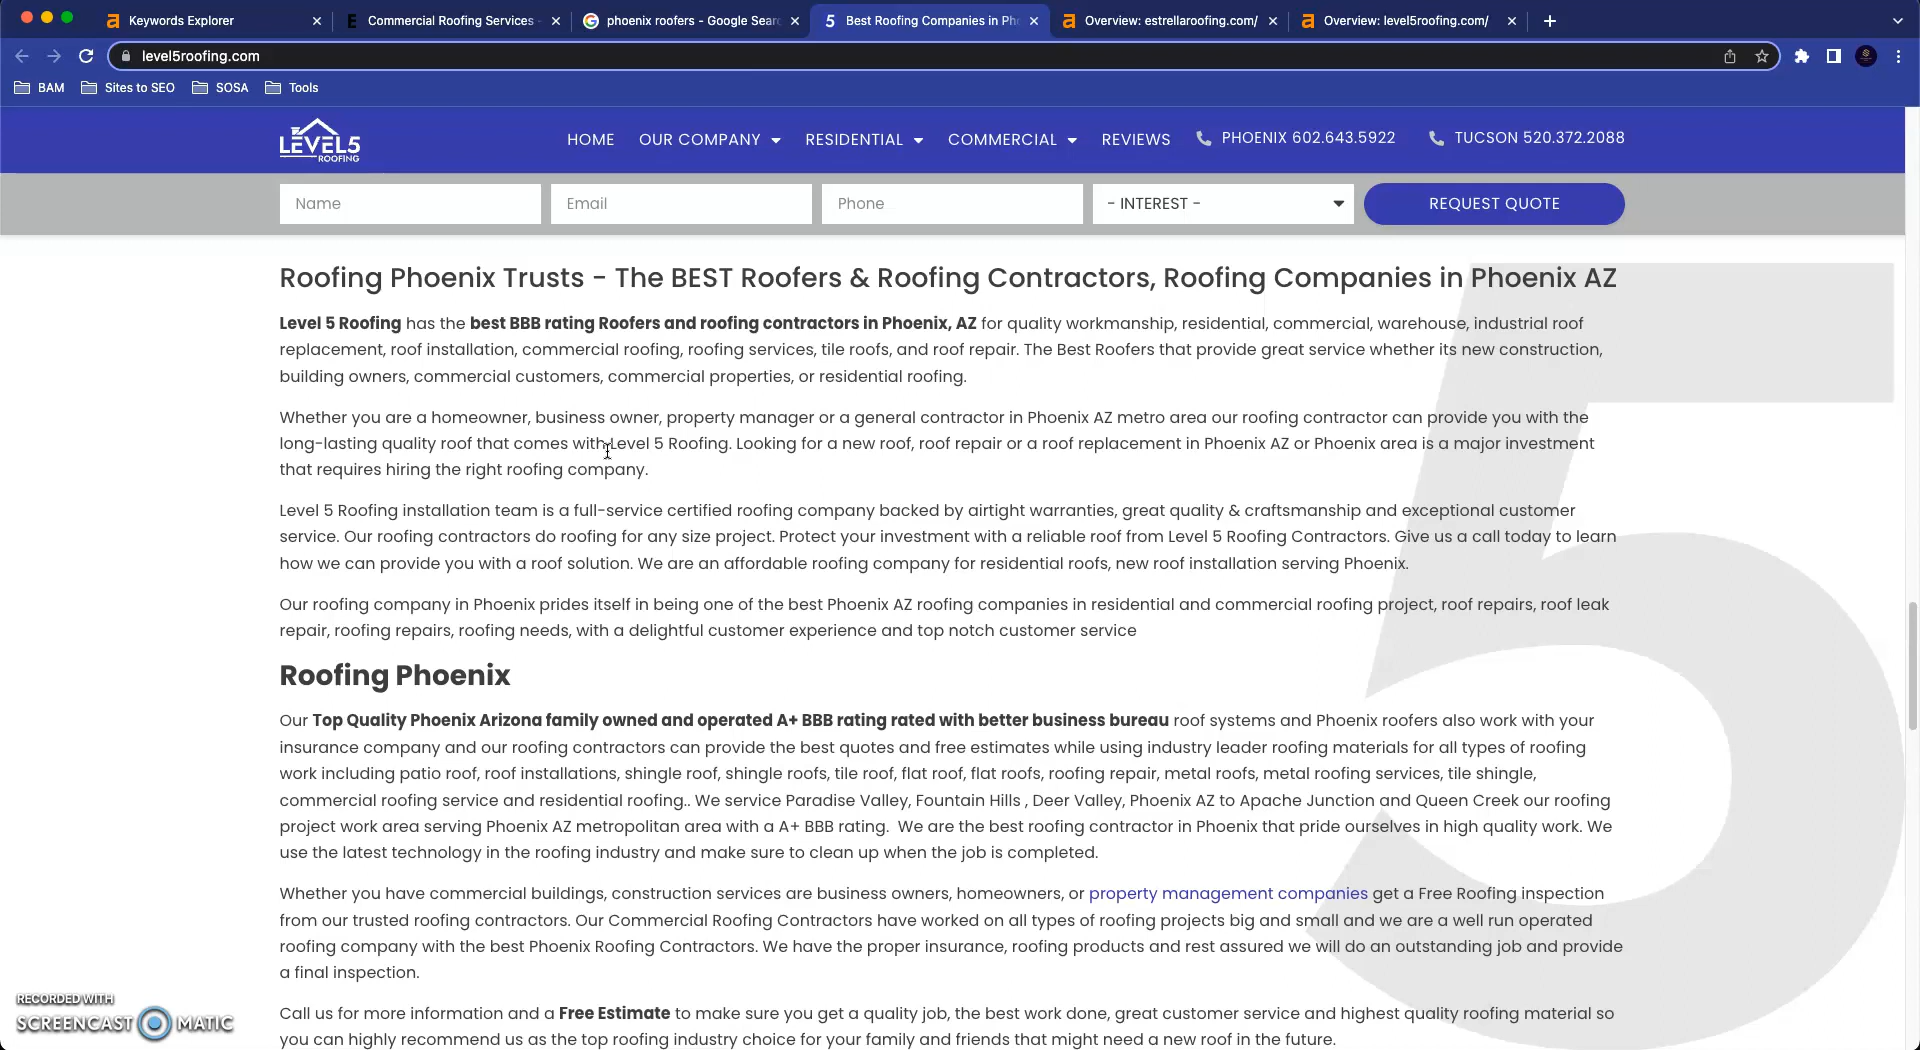 Keywords Explorer
Commercial Roofing Services -
phoenix roofers - Google Sear
Best Roofing Companies in Ph
Overview: estrellaroofing.com/
Overview: level5roofing.com/
level5roofing.com
BAM Sites to SEO SOSA Tools
LEVEL5
ROOFING
HOME OUR COMPANY RESIDENTIAL COMMERCIAL REVIEWS PHOENIX 602.643.5922 TUCSON 520.372.2088
Name Email Phone - INTEREST - REQUEST QUOTE
Roofing Phoenix Trusts - The BEST Roofers & Roofing Contractors, Roofing Companies in Phoenix AZ
Level 5 Roofing has the best BBB rating Roofers and roofing contractors in Phoenix, AZ for quality workmanship, residential, commercial, warehouse, industrial roof
replacement, roof installation, commercial roofing, roofing services, tile roofs, and roof repair. The Best Roofers that provide great service whether its new construction,
building owners, commercial customers, commercial properties, or residential roofing.
Whether you are a homeowner, business owner, property manager or a general contractor in Phoenix AZ metro area our roofing contractor can provide you with the
long-lasting quality roof that comes with Level 5 Roofing. Looking for a new roof, roof repair or a roof replacement in Phoenix AZ or Phoenix area is a major investment
that requires hiring the right roofing company.
Level 5 Roofing installation team is a full-service certified roofing company backed by airtight warranties, great quality & craftsmanship and exceptional customer
service. Our roofing contractors do roofing for any size project. Protect your investment with a reliable roof from Level 5 Roofing Contractors. Give us a call today to learn
how we can provide you with a roof solution. We are an affordable roofing company for residential roofs, new roof installation serving Phoenix.
Our roofing company in Phoenix prides itself in being one of the best Phoenix AZ roofing companies in residential and commercial roofing project, roof repairs, roof leak
repair, roofing repairs, roofing needs, with a delightful customer experience and top notch customer service
Roofing Phoenix
Our Top Quality Phoenix Arizona family owned and operated A+ BBB rating rated with better business bureau roof systems and Phoenix roofers also work with your
insurance company and our roofing contractors can provide the best quotes and free estimates while using industry leader roofing materials for all types of roofing
work including patio roof, roof installations, shingle roof, shingle roofs, tile roof, flat roof, flat roofs, roofing repair, metal roofs, metal roofing services, tile shingle,
commercial roofing service and residential roofing.. We service Paradise Valley, Fountain Hills , Deer Valley, Phoenix AZ to Apache Junction and Queen Creek our roofing
project work area serving Phoenix AZ metropolitan area with a A+ BBB rating. We are the best roofing contractor in Phoenix that pride ourselves in high quality work. We
use the latest technology in the roofing industry and make sure to clean up when the job is completed.
Whether you have commercial buildings, construction services are business owners, homeowners, or property management companies get a Free Roofing inspection
from our trusted roofing contractors. Our Commercial Roofing Contractors have worked on all types of roofing projects big and small and we are a well run operated
roofing company with the best Phoenix Roofing Contractors. We have the proper insurance, roofing products and rest assured we will do an outstanding job and provide
a final inspection.
Call us for more information and a Free Estimate to make sure you get a quality job, the best work done, great customer service and highest quality roofing material so
you can highly recommend us as the top roofing industry choice for your family and friends that might need a new roof in the future.
RECORDED WITH
SCREENCAST MATIC